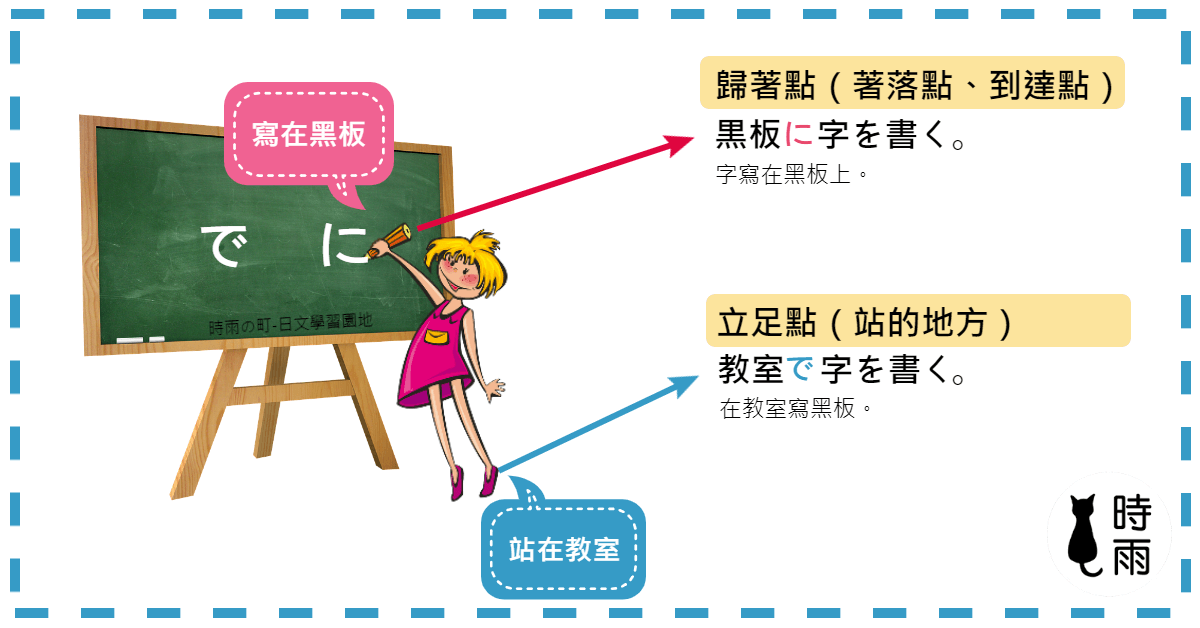 寫在黑板
で に
時雨の町-日文學習園地
歸著點(著落點、到達點)
黒板に字を書く。
字寫在黑板上。
立足點(站的地方)
教室で字を書く。
在教室寫黑板。
站在教室
時雨